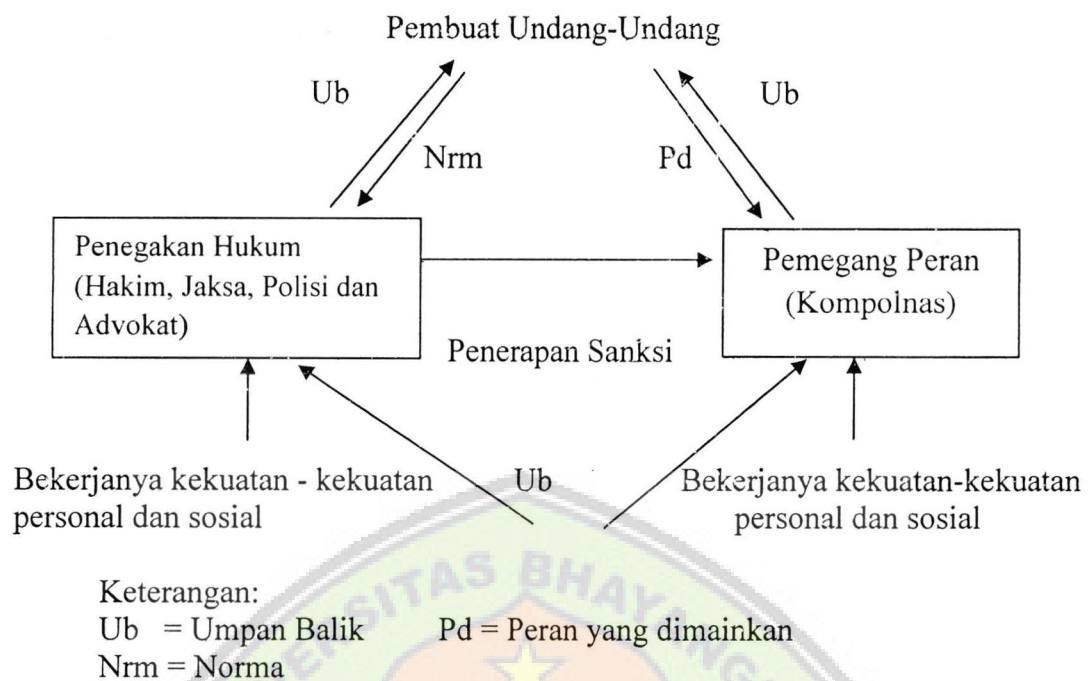 Pembuat Undang-Undang
Ub
Ub
Nrm
Pd
Penegakan Hukum
(Hakim, Jaksa, Polisi dan
Advokat)
Pemegang Peran
(Kompolnas)
Penerapan Sanksi
Bekerjanya kekuatan - kekuatan
personal dan sosial
Ub
Bekerjanya kekuatan-kekuatan
personal dan sosial
Keterangan:
Ub = Umpan Balik Pd = Peran yang dimainkan
Nrm = Norma